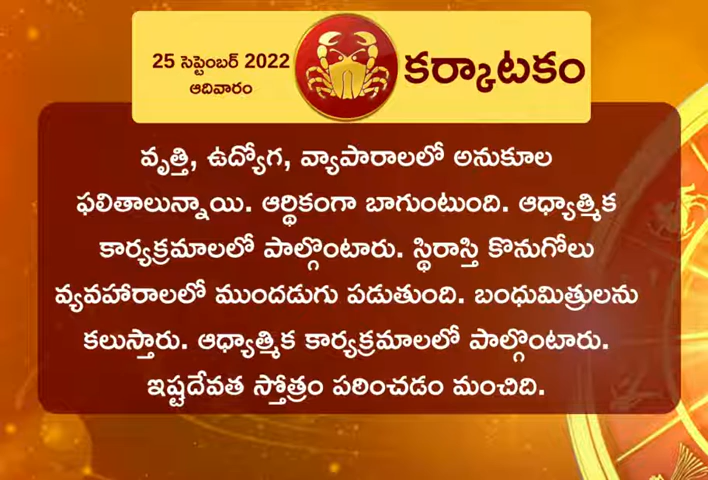 25 సెప్టెంబర్ 2022
ఆదివారం
కర్కాటకం
వృత్తి, ఉద్యోగ, వ్యాపారాలలో అనుకూల
ఫలితాలున్నాయి. ఆర్థికంగా బాగుంటుంది. ఆధ్యాత్మిక
కార్యక్రమాలలో పాల్గొంటారు. స్థిరాస్తి కొనుగోలు
వ్యవహారాలలో ముందడుగు పడుతుంది. బంధుమిత్రులను
కలుస్తారు. ఆధ్యాత్మిక కార్యక్రమాలలో పాల్గొంటారు.
ఇష్టదేవత స్తోత్రం పఠించడం మంచిది.